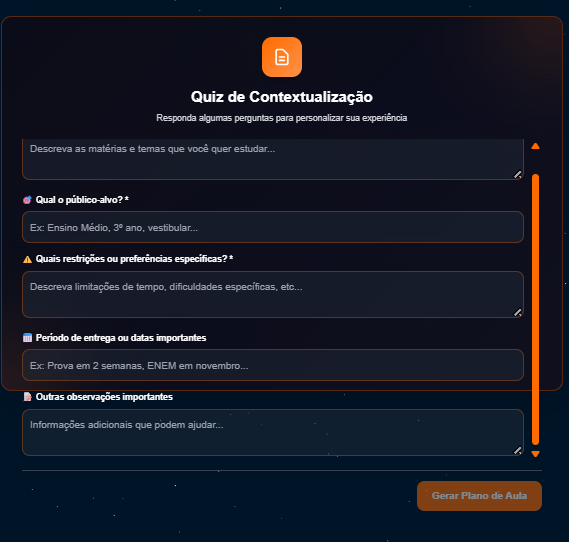 Quiz de Contextualização
Responda algumas perguntas para personalizar sua experiência
Descreva as matérias e temas que você quer estudar...
Qual o público-alvo? *
Ex: Ensino Médio, 3º ano, vestibular...
Quais restrições ou preferências específicas? *
Descreva limitações de tempo, dificuldades específicas, etc...
Período de entrega ou datas importantes
Ex: Prova em 2 semanas, ENEM em novembro...
Outras observações importantes
Informações adicionais que podem ajudar...
Gerar Plano de Aula